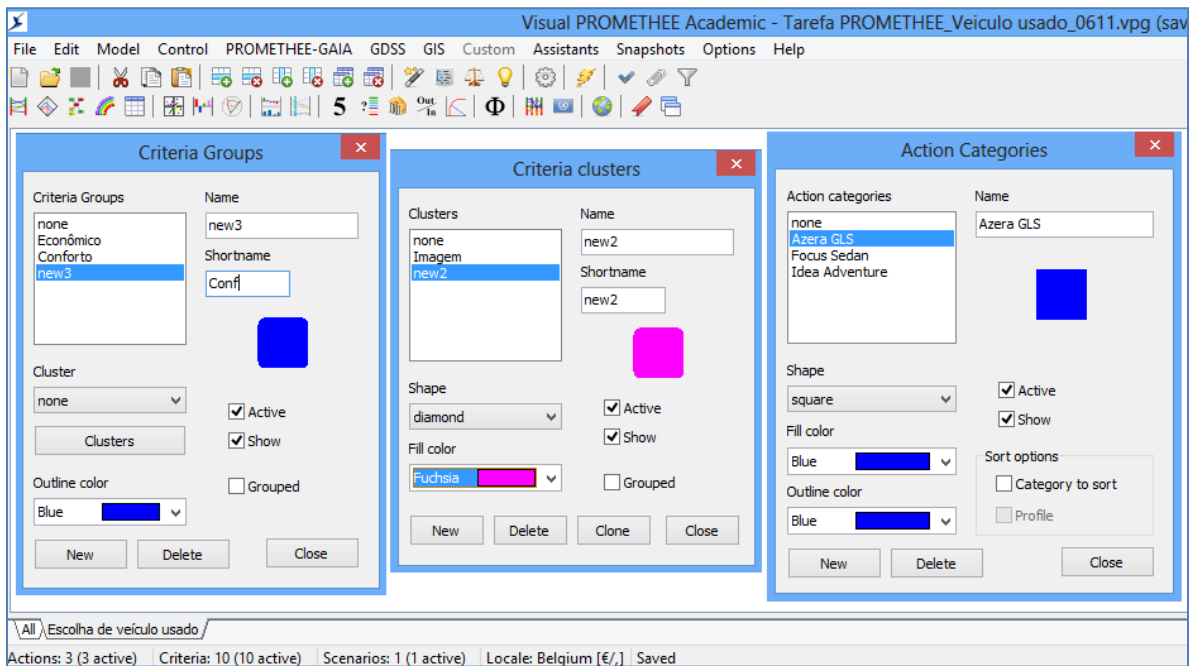 Visual PROMETHEE Academic - Tarefa PROMETHEE_Veiculo usado_0611.vpg (sav
File Edit Model Control PROMETHEE-GAIA GDSS GIS Custom Assistants Snapshots Options Help
5 ? Out In Φ
Criteria Groups
Criteria Groups
none
Econômico
Conforto
new3
Name
new3
Shortname
Conf
Cluster
none
Clusters
Active
Show
Outline color
Blue
Grouped
New Delete Close
Criteria clusters
Clusters
none
Imagem
new2
Name
new2
Shortname
new2
Shape
diamond
Active
Show
Fill color
Fuchsia
Grouped
New Delete Clone Close
Action Categories
Action categories
none
Azera GLS
Focus Sedan
Idea Adventure
Name
Azera GLS
Shape
square
Active
Show
Fill color
Blue
Outline color
Blue
Sort options
Category to sort
Profile
New Delete Close
All Escolha de veículo usado
Actions: 3 (3 active) Criteria: 10 (10 active) Scenarios: 1 (1 active) Locale: Belgium [€/,] Saved